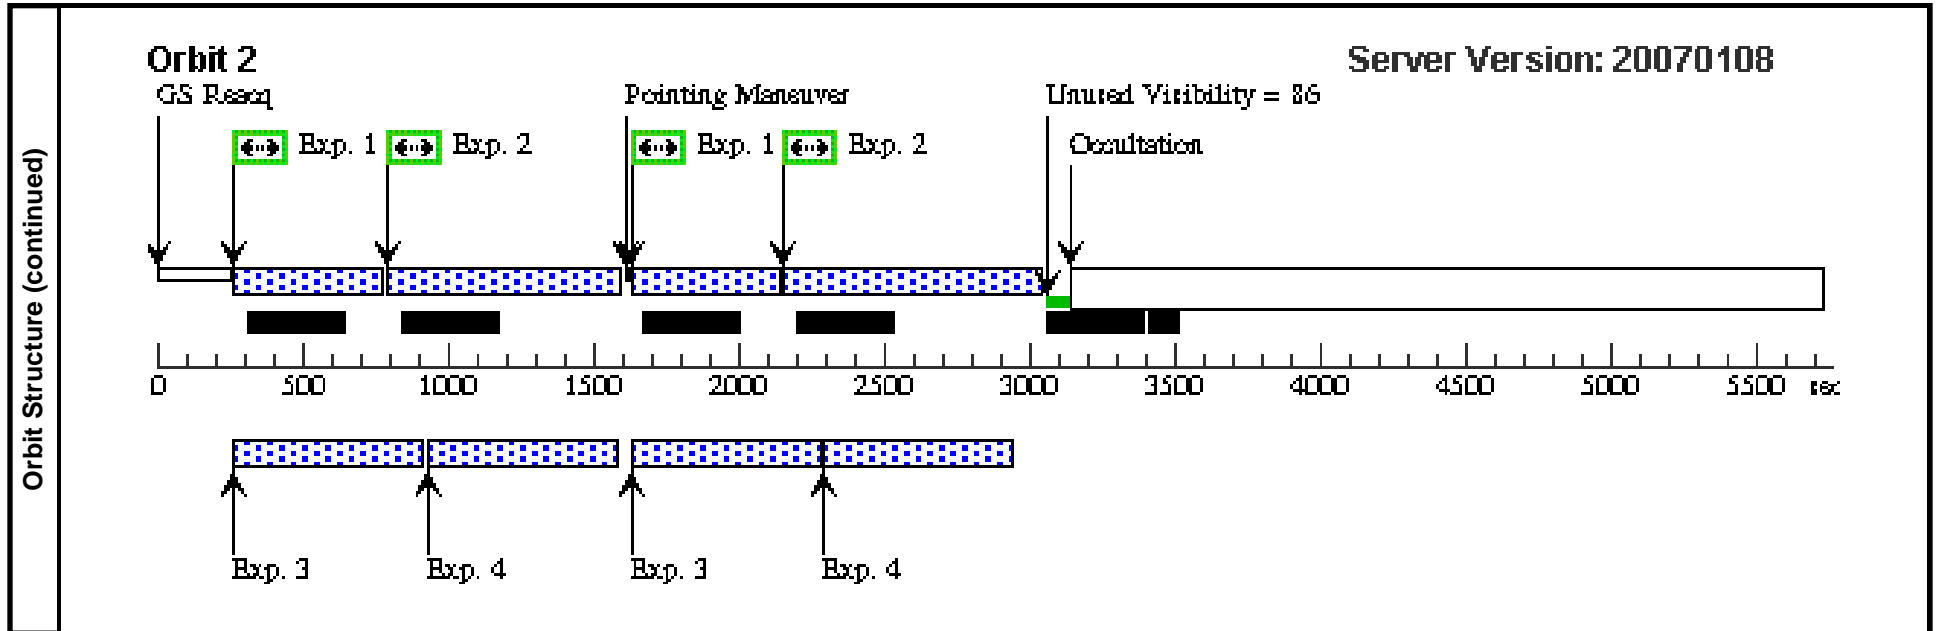 Orbit Structure (continued)
Orbit 2
Server Version: 20070108
GS Reacq
Pointing Maneuver
Unused Visibility = 86
Exp. 1
Exp. 2
Exp. 1
Exp. 2
Occultation
0 500 1000 1500 2000 2500 3000 3500 4000 4500 5000 5500 sec
Exp. 3
Exp. 4
Exp. 3
Exp. 4